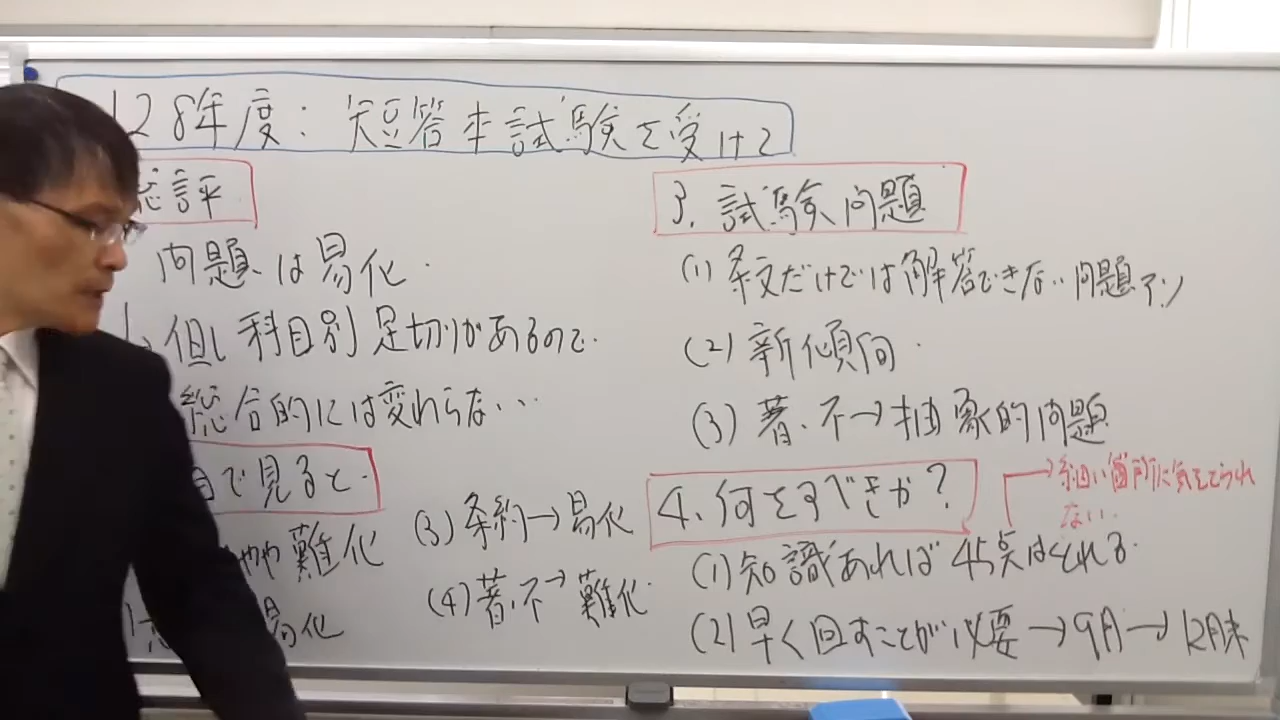 28年度:短答本試験を受けて
総評
問題は易化.
但し科目別足切りがあるので.
総合的には変わらない...
目で見ると.
やや難化
易化
(3)条約→易化
(4)著.不→難化.
3.試験問題
(1)条文だけでは解答できない問題アリ
(2)新傾向.
(3)著.不→抽象的問題
4.何をすべきか?
→細い箇所に気をとられ
ない..
(1)知識あれば45点はとれる.
(2)早く回すことが必要→9月→12月末